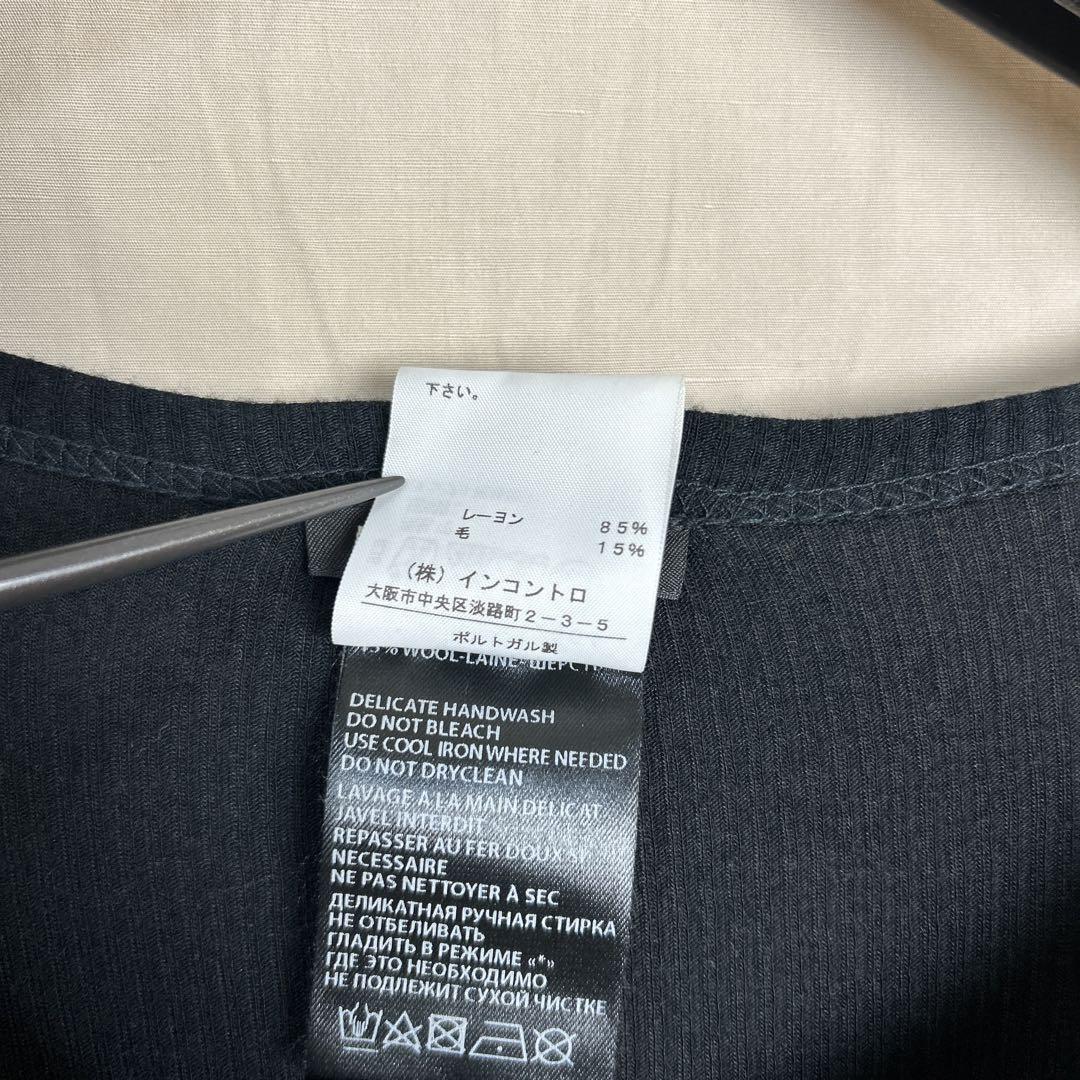 下さい。
レーヨン 85%
毛 15%
(株)インコントロ
大阪市中央区淡路町2-3-5
ポルトガル製
WOOL-LAINE-ШЕРСТЬ
DELICATE HANDWASH
DO NOT BLEACH
USE COOL IRON WHERE NEEDED
DO NOT DRYCLEAN
LAVAGE A LA MAIN DELICAT
JAVEL INTERDIT
REPASSER AU FER DOUX SI
NECESSAIRE
NE PAS NETTOYER À SEC
ДЕЛИКАТНАЯ РУЧНАЯ СТИРКА
НЕ ОТБЕЛИВАТЬ
ГЛАДИТЬ В РЕЖИМЕ «*»
ГДЕ ЭТО НЕОБХОДИМО
НЕ ПОДЛЕЖИТ СУХОЙ ЧИСТКЕ